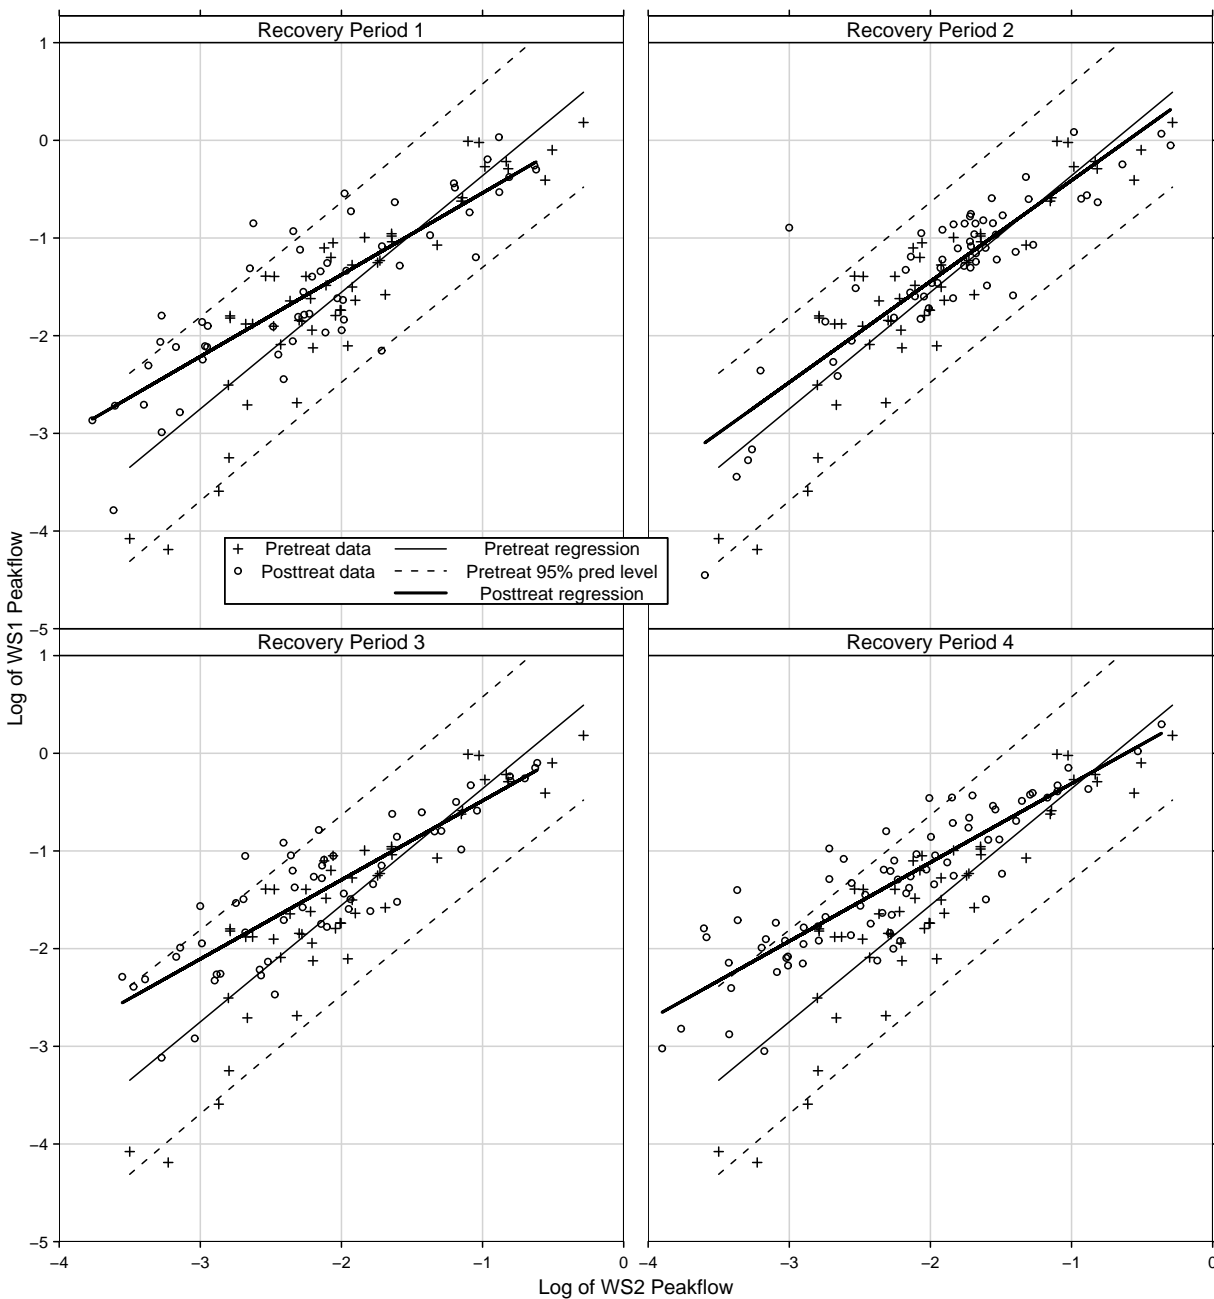 Recovery Period 1
Recovery Period 2
1
0
−1
−2
−3
−4
−5
Pretreat data
Pretreat regression
Posttreat data
Pretreat 95% pred level
Posttreat regression
Log of WS1 Peakflow
Recovery Period 3
Recovery Period 4
1
0
−1
−2
−3
−4
−5
−4
−3
−2
−1
0
−4
−3
−2
−1
0
Log of WS2 Peakflow